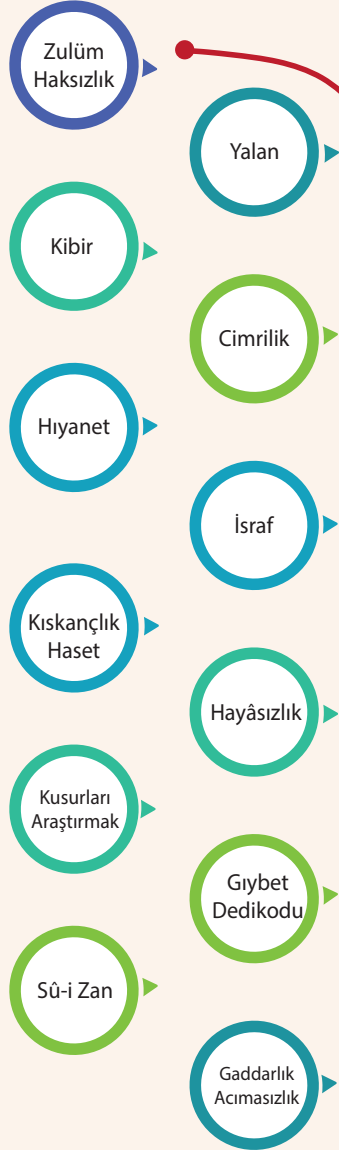 Zulüm
Haksızlık
Yalan
Kibir
Cimrilik
Hıyanet
İsraf
Kıskançlık
Haset
Hayâsızlık
Kusurları
Araştırmak
Gıybet
Dedikodu
Sû-i Zan
Gaddarlık
Acımasızlık